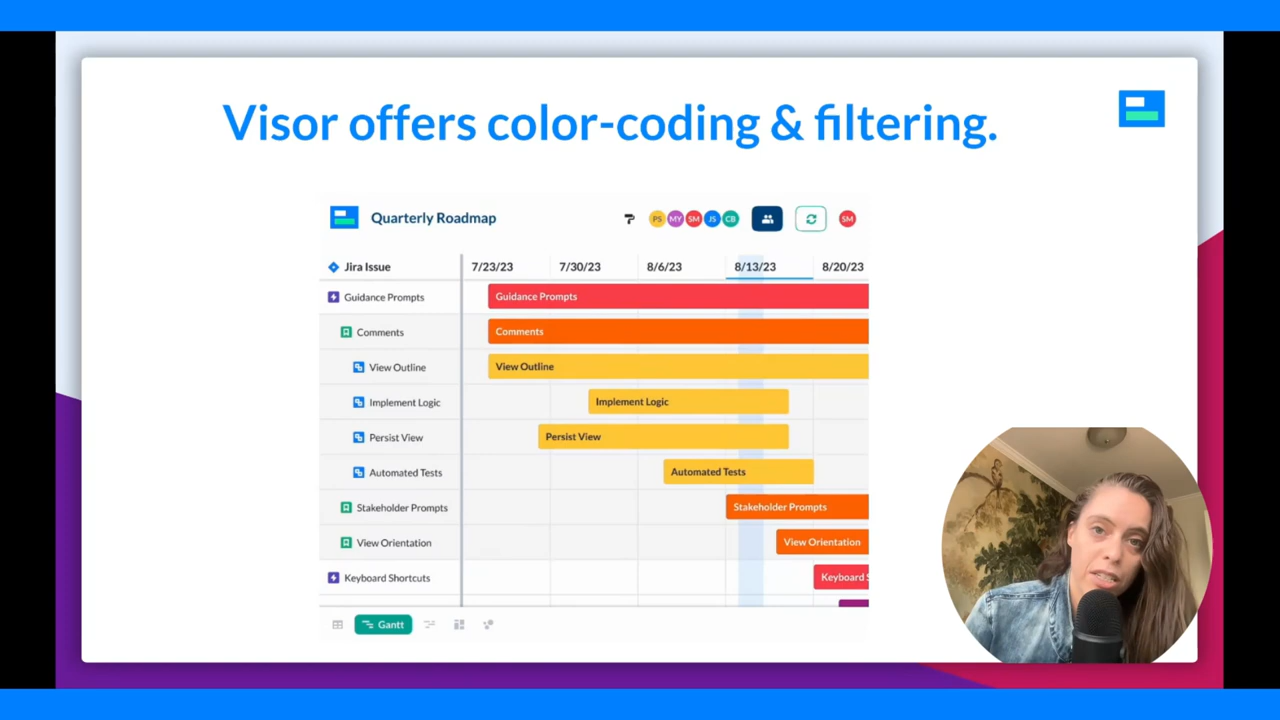 Visor offers color-coding & filtering.
Quarterly Roadmap
PS MY SM JS CB SM
Jira Issue 7/23/23 7/30/23 8/6/23 8/13/23 8/20/23
Guidance Prompts Guidance Prompts
Comments Comments
View Outline View Outline
Implement Logic Implement Logic
Persist View Persist View
Automated Tests Automated Tests
Stakeholder Prompts Stakeholder Prompts
View Orientation View Orientation
Keyboard Shortcuts Keyboard S
Gantt